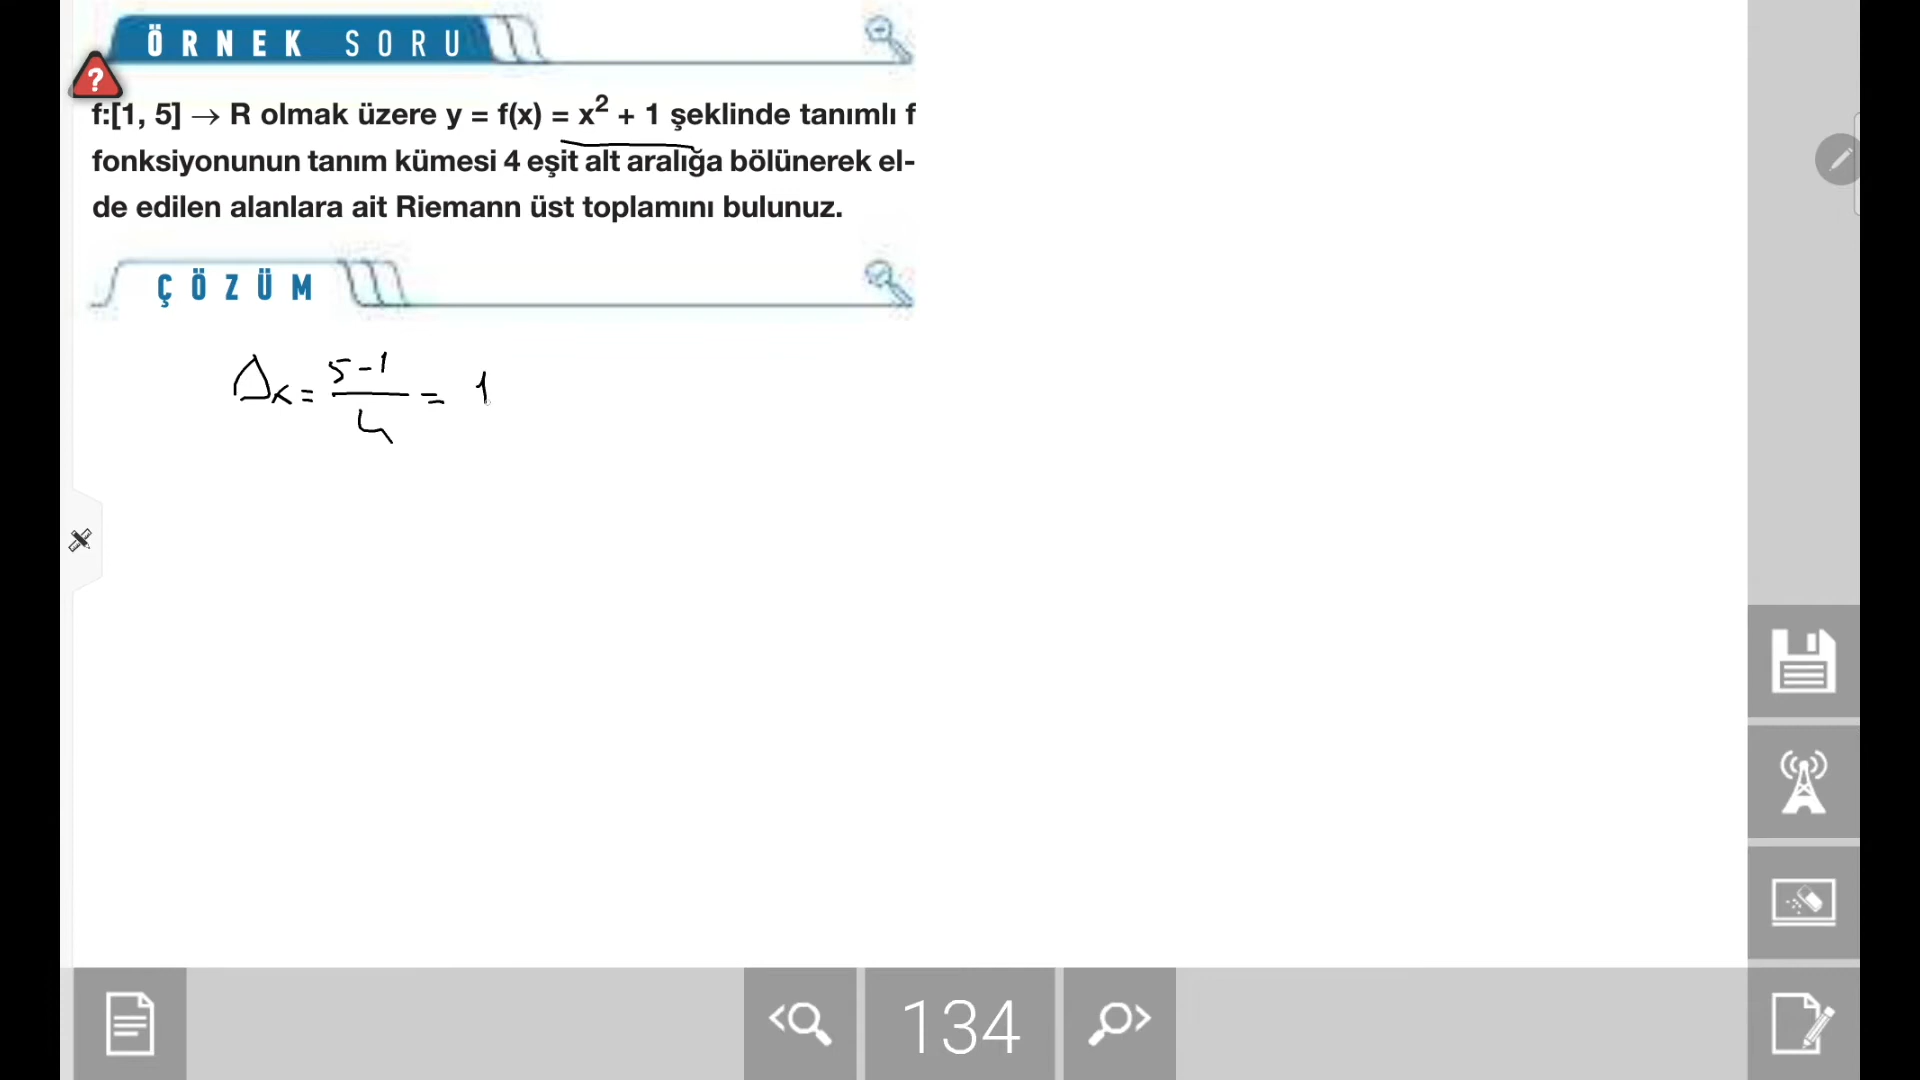 ÖRNEK SORU
?
f:[1, 5] → R olmak üzere y = f(x) = x² + 1 şeklinde tanımlı f
fonksiyonunun tanım kümesi 4 eşit alt aralığa bölünerek el-
de edilen alanlara ait Riemann üst toplamını bulunuz.
ÇÖZÜM
Δx = (5-1)/4 = 1
134